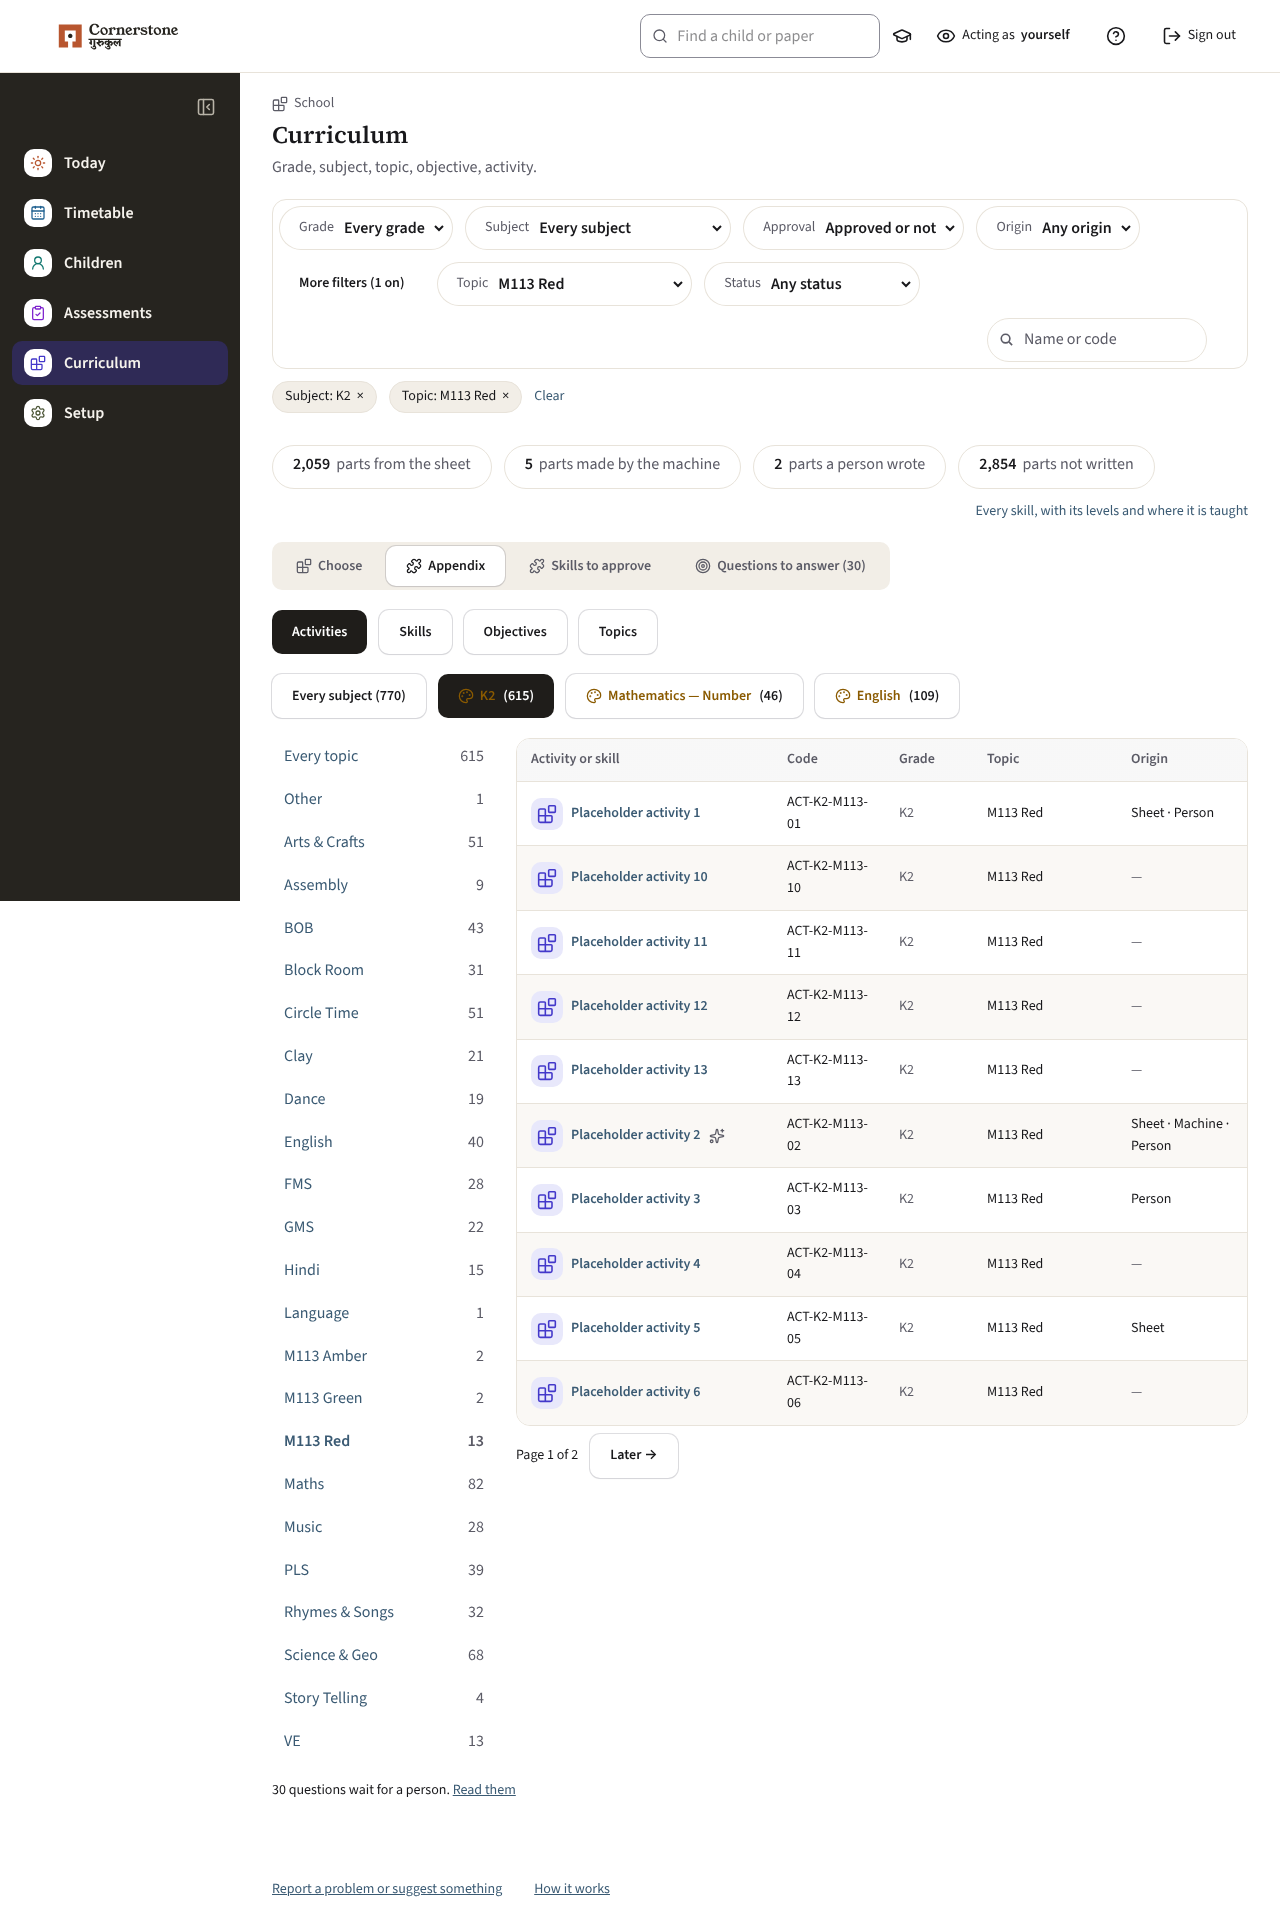 Cornerstone
गुरुकुल
Find a child or paper
Acting as yourself
Sign out
Today
Timetable
Children
Assessments
Curriculum
Setup
School
Curriculum
Grade, subject, topic, objective, activity.
Grade Every grade
Subject Every subject
Approval Approved or not
Origin Any origin
More filters (1 on)
Topic M113 Red
Status Any status
Name or code
Subject: K2 ×
Topic: M113 Red ×
Clear
2,059 parts from the sheet
5 parts made by the machine
2 parts a person wrote
2,854 parts not written
Every skill, with its levels and where it is taught
Choose
Appendix
Skills to approve
Questions to answer (30)
Activities
Skills
Objectives
Topics
Every subject (770)
K2 (615)
Mathematics — Number (46)
English (109)
Every topic 615
Other 1
Arts & Crafts 51
Assembly 9
BOB 43
Block Room 31
Circle Time 51
Clay 21
Dance 19
English 40
FMS 28
GMS 22
Hindi 15
Language 1
M113 Amber 2
M113 Green 2
M113 Red 13
Maths 82
Music 28
PLS 39
Rhymes & Songs 32
Science & Geo 68
Story Telling 4
VE 13
Activity or skill Code Grade Topic Origin
Placeholder activity 1 ACT-K2-M113-01 K2 M113 Red Sheet · Person
Placeholder activity 10 ACT-K2-M113-10 K2 M113 Red —
Placeholder activity 11 ACT-K2-M113-11 K2 M113 Red —
Placeholder activity 12 ACT-K2-M113-12 K2 M113 Red —
Placeholder activity 13 ACT-K2-M113-13 K2 M113 Red —
Placeholder activity 2 ACT-K2-M113-02 K2 M113 Red Sheet · Machine · Person
Placeholder activity 3 ACT-K2-M113-03 K2 M113 Red Person
Placeholder activity 4 ACT-K2-M113-04 K2 M113 Red —
Placeholder activity 5 ACT-K2-M113-05 K2 M113 Red Sheet
Placeholder activity 6 ACT-K2-M113-06 K2 M113 Red —
Page 1 of 2
Later →
30 questions wait for a person. Read them
Report a problem or suggest something
How it works